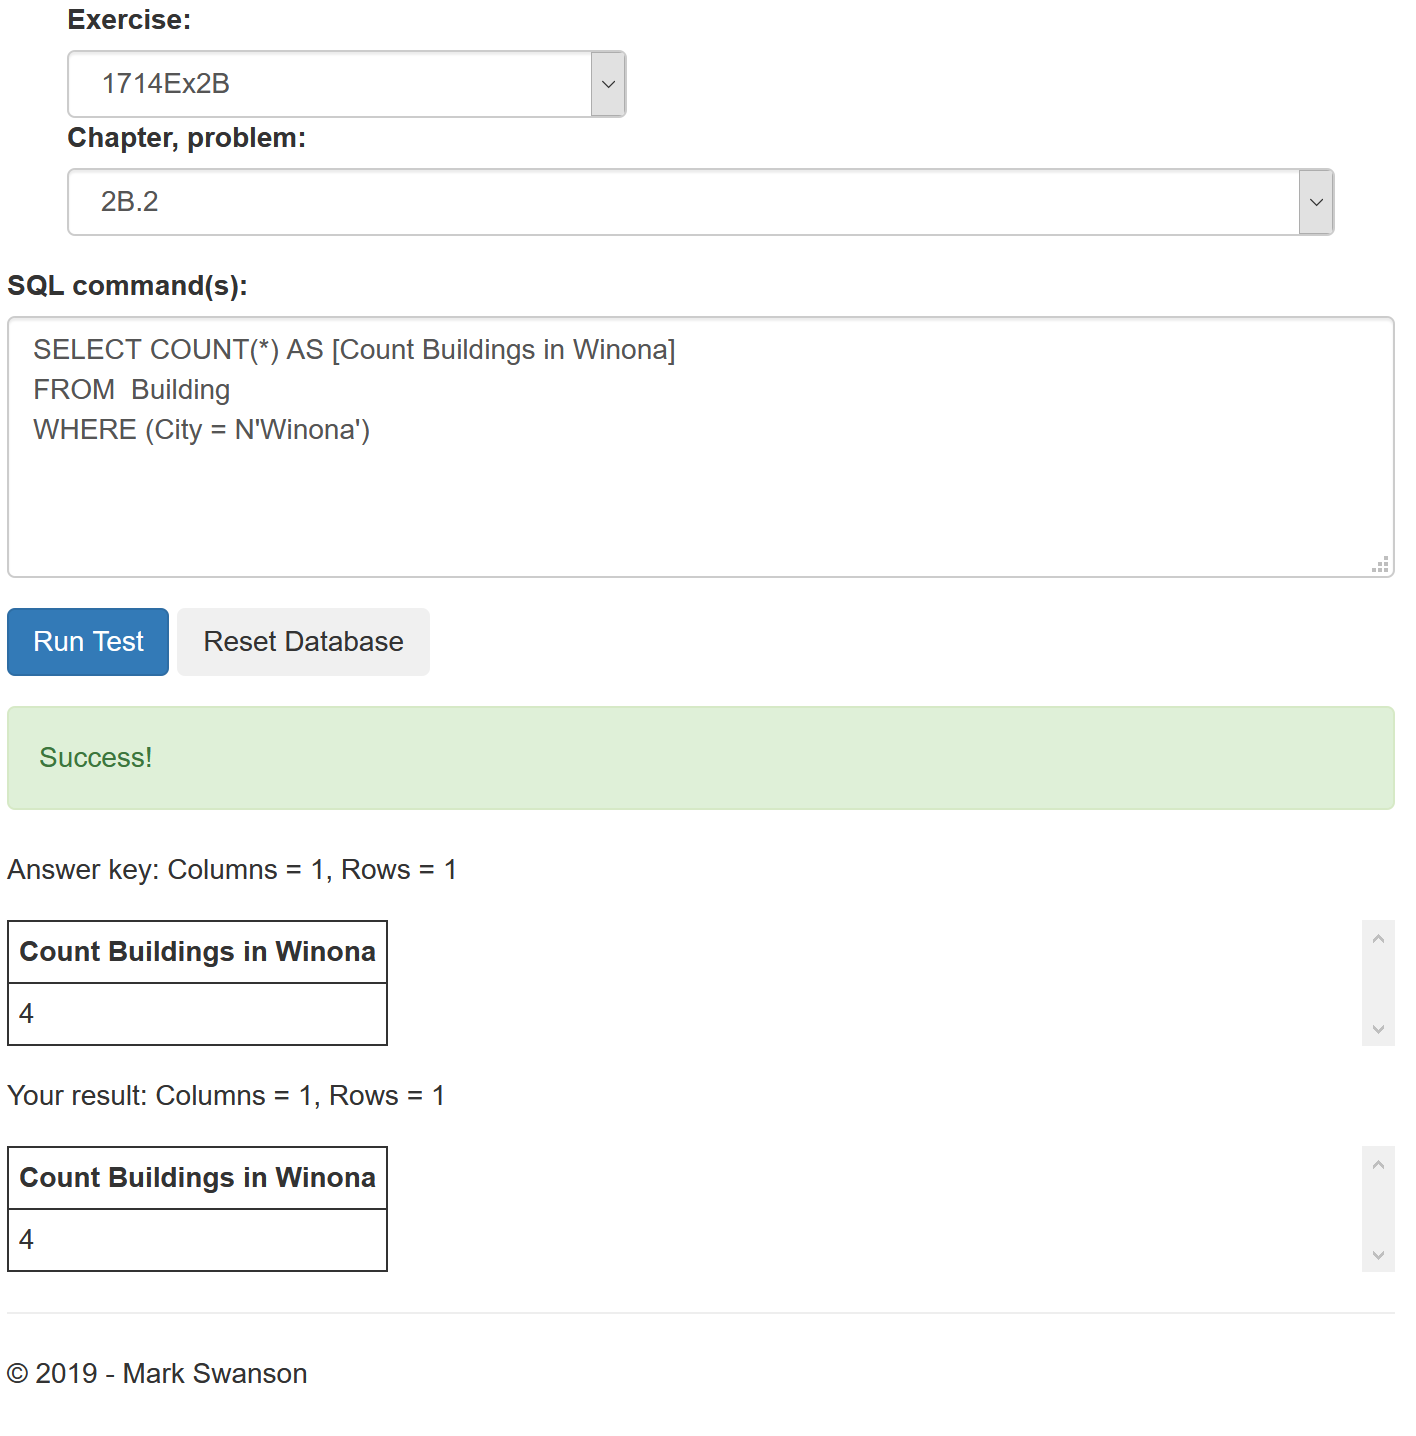 Exercise:
1714Ex2B
Chapter, problem:
2B.2
SQL command(s):
SELECT COUNT(*) AS [Count Buildings in Winona]
FROM  Building
WHERE (City = N'Winona')
Run Test Reset Database
Success!
Answer key: Columns = 1, Rows = 1
Count Buildings in Winona
4
Your result: Columns = 1, Rows = 1
Count Buildings in Winona
4
© 2019 - Mark Swanson